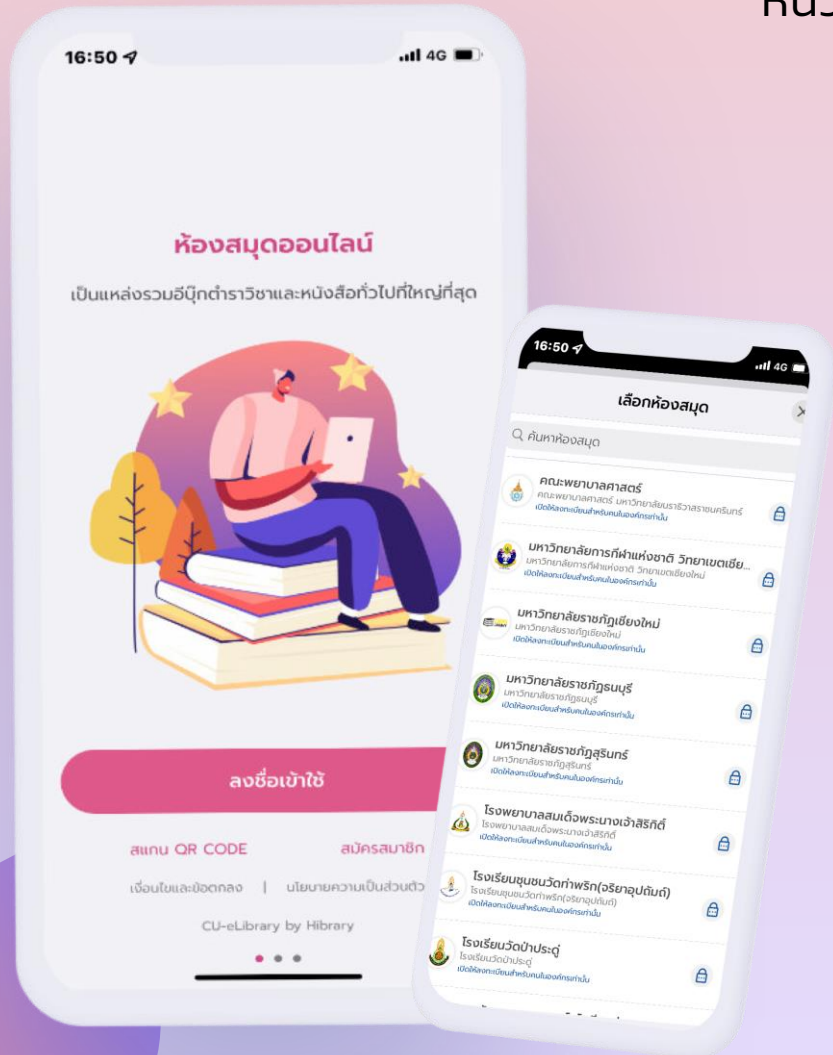 16:50
4G
ห้องสมุดออนไลน์
เป็นแหล่งรวมอีบุ๊กตำราวิชาและหนังสือทั่วไปที่ใหญ่ที่สุด
ลงชื่อเข้าใช้
สแกน QR CODE
สมัครสมาชิก
เงื่อนไขและข้อตกลง | นโยบายความเป็นส่วนตัว
CU-eLibrary by Hibrary
16:50
4G
เลือกห้องสมุด
ค้นหาห้องสมุด
คณะพยาบาลศาสตร์
คณะพยาบาลศาสตร์ มหาวิทยาลัยนราธิวาสราชนครินทร์
เปิดให้ลงทะเบียนสำหรับคนในองค์กรเท่านั้น
มหาวิทยาลัยการกีฬาแห่งชาติ วิทยาเขตเชีย...
มหาวิทยาลัยการกีฬาแห่งชาติ วิทยาเขตเชียงใหม่
เปิดให้ลงทะเบียนสำหรับคนในองค์กรเท่านั้น
มหาวิทยาลัยราชภัฏเชียงใหม่
มหาวิทยาลัยราชภัฏเชียงใหม่
เปิดให้ลงทะเบียนสำหรับคนในองค์กรเท่านั้น
มหาวิทยาลัยราชภัฏธนบุรี
มหาวิทยาลัยราชภัฏธนบุรี
เปิดให้ลงทะเบียนสำหรับคนในองค์กรเท่านั้น
มหาวิทยาลัยราชภัฏสุรินทร์
มหาวิทยาลัยราชภัฏสุรินทร์
เปิดให้ลงทะเบียนสำหรับคนในองค์กรเท่านั้น
โรงพยาบาลสมเด็จพระนางเจ้าสิริกิติ์
โรงพยาบาลสมเด็จพระนางเจ้าสิริกิติ์
เปิดให้ลงทะเบียนสำหรับคนในองค์กรเท่านั้น
โรงเรียนชุมชนวัดท่าพริก(จริยาอุปถัมถ์)
โรงเรียนชุมชนวัดท่าพริก(จริยาอุปถัมถ์)
เปิดให้ลงทะเบียนสำหรับคนในองค์กรเท่านั้น
โรงเรียนวัดป่าประดู่
โรงเรียนวัดป่าประดู่
เปิดให้ลงทะเบียนสำหรับคนในองค์กรเท่านั้น